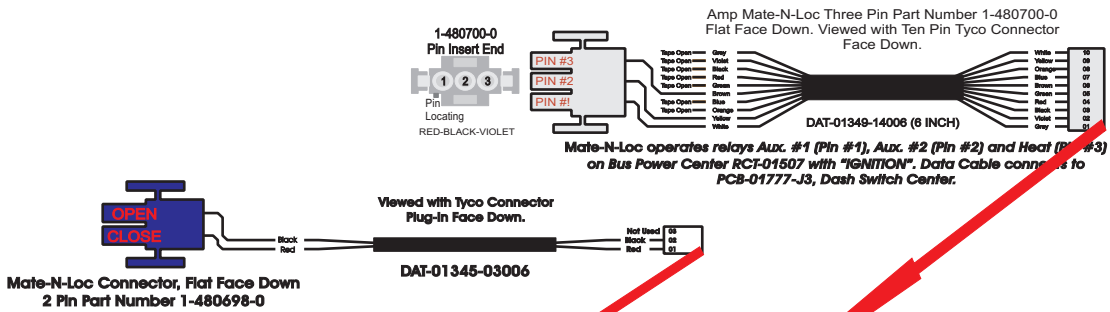 Amp Mate-N-Loc Three Pin Part Number 1-480700-0
Flat Face Down. Viewed with Ten Pin Tyco Connector
Face Down.
1-480700-0
Pin Insert End
1 2 3
Pin
Locating
RED-BLACK-VIOLET
PIN #3
PIN #2
PIN #!
Tape Open Grey
Tape Open Violet
Tape Open Black
Tape Open Red
Tape Open Green
Brown
Tape Open Blue
Tape Open Orange
Yellow
White
White 10
Yellow 09
Orange 08
Blue 07
Brown 06
Green 05
Red 04
Black 03
Violet 02
Grey 01
DAT-01349-14006 (6 INCH)
Mate-N-Loc operates relays Aux. #1 (Pin #1), Aux. #2 (Pin #2) and Heat (Pin #3)
on Bus Power Center RCT-01507 with "IGNITION". Data Cable connects to
PCB-01777-J3, Dash Switch Center.
OPEN
CLOSE
Black
Red
Viewed with Tyco Connector
Plug-in Face Down.
Not Used 03
Black 02
Red 01
DAT-01345-03006
Mate-N-Loc Connector, Flat Face Down
2 Pin Part Number 1-480698-0